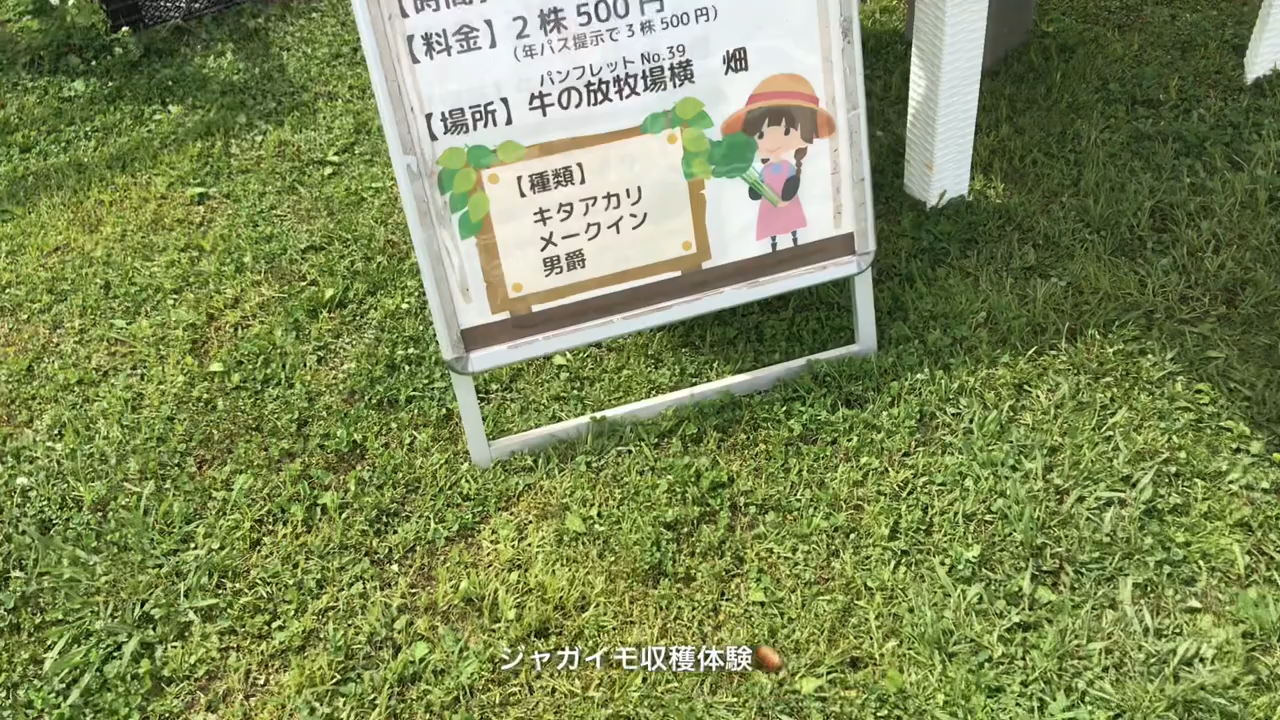 【時間】
【料金】2株500円
(年パス提示で3株500円)
パンフレット No.39
【場所】牛の放牧場横 畑
【種類】
キタアカリ
メークイン
男爵
ジャガイモ収穫体験🥔